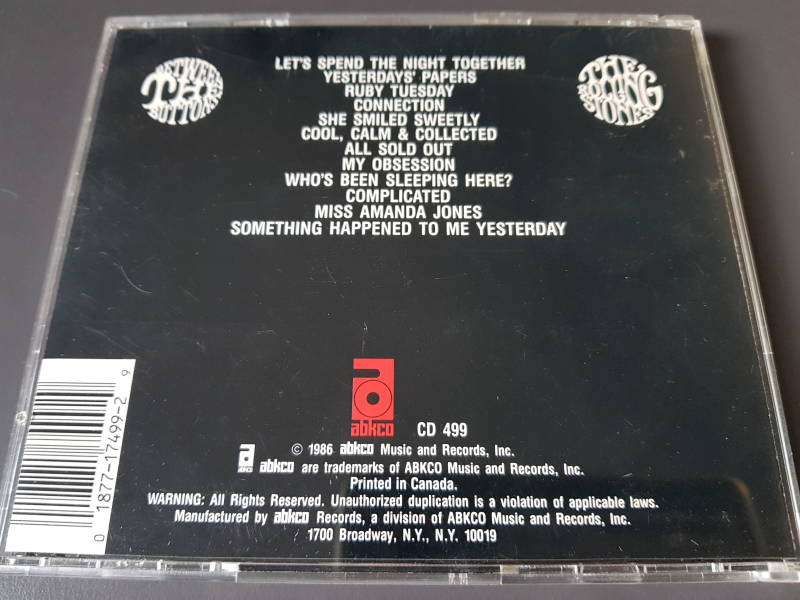 BETWEEN
THE
BUTTONS
THE
ROLLING
STONES
LET'S SPEND THE NIGHT TOGETHER
YESTERDAYS' PAPERS
RUBY TUESDAY
CONNECTION
SHE SMILED SWEETLY
COOL, CALM & COLLECTED
ALL SOLD OUT
MY OBSESSION
WHO'S BEEN SLEEPING HERE?
COMPLICATED
MISS AMANDA JONES
SOMETHING HAPPENED TO ME YESTERDAY
0 1877-17499-2 9
abkco
CD 499
© 1986 abkco Music and Records, Inc.
abkco abkco are trademarks of ABKCO Music and Records, Inc.
Printed in Canada.
WARNING: All Rights Reserved. Unauthorized duplication is a violation of applicable laws.
Manufactured by abkco Records, a division of ABKCO Music and Records, Inc.
1700 Broadway, N.Y., N.Y. 10019